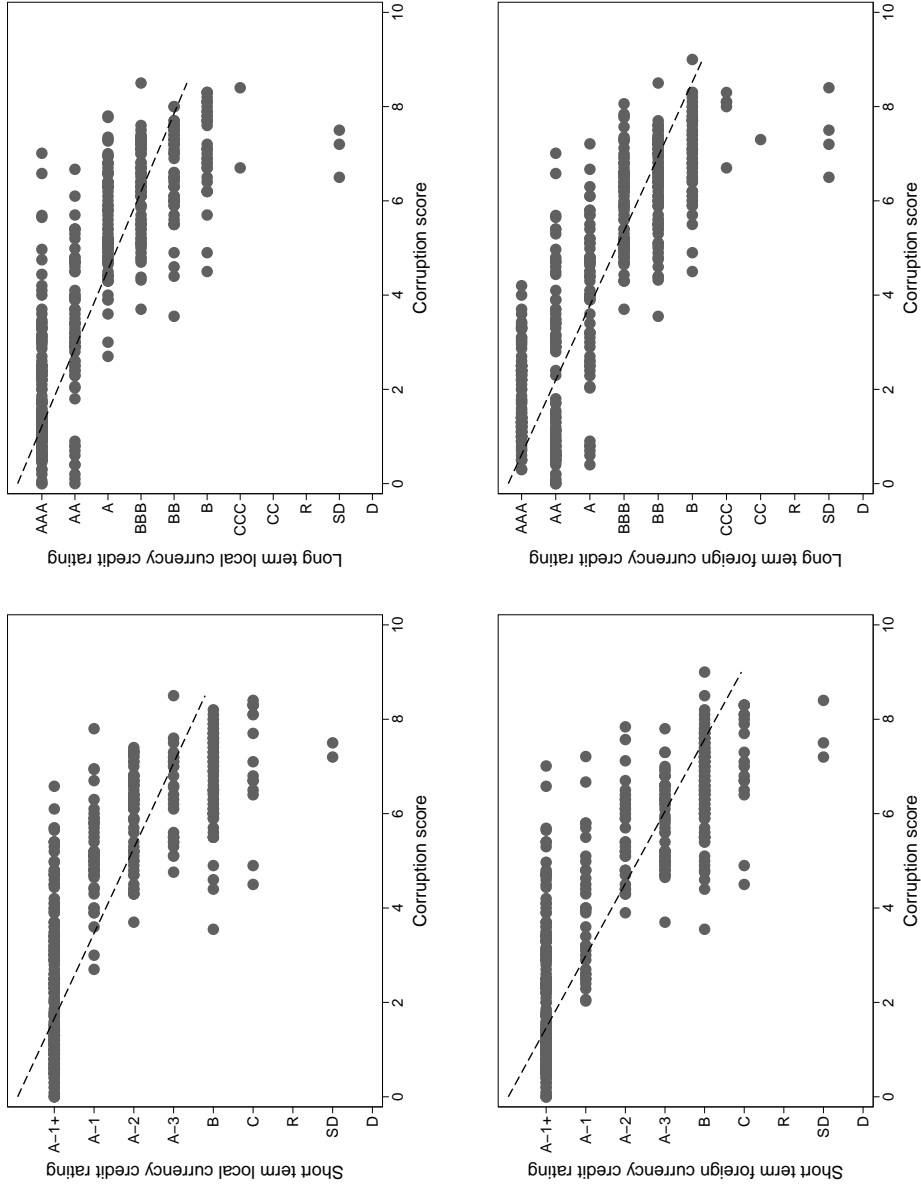 Short term local currency credit rating
A-1+
A-1
A-2
A-3
B
C
R
SD
D
0 2 4 6 8 10
Corruption score
Long term local currency credit rating
AAA
AA
A
BBB
BB
B
CCC
CC
R
SD
D
0 2 4 6 8 10
Corruption score
Short term foreign currency credit rating
A-1+
A-1
A-2
A-3
B
C
R
SD
D
0 2 4 6 8 10
Corruption score
Long term foreign currency credit rating
AAA
AA
A
BBB
BB
B
CCC
CC
R
SD
D
0 2 4 6 8 10
Corruption score